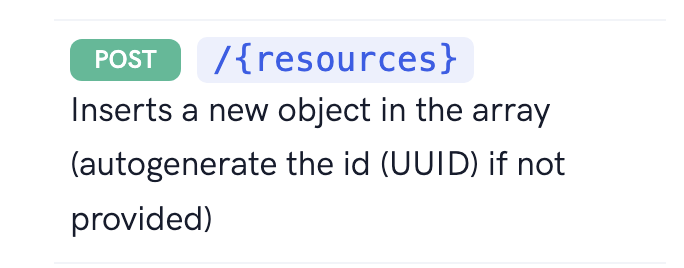 POST /{resources}
Inserts a new object in the array
(autogenerate the id (UUID) if not
provided)